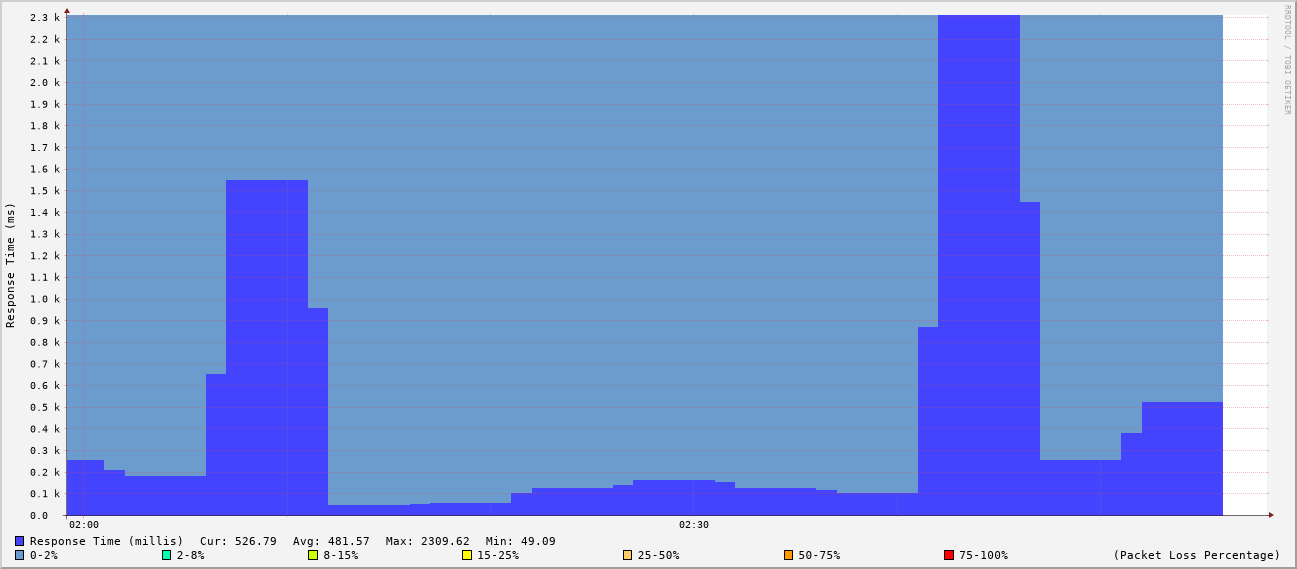 2.3 k
2.2 k
2.1 k
2.0 k
1.9 k
1.8 k
1.7 k
1.6 k
1.5 k
1.4 k
1.3 k
1.2 k
1.1 k
1.0 k
0.9 k
0.8 k
0.7 k
0.6 k
0.5 k
0.4 k
0.3 k
0.2 k
0.1 k
0.0
Response Time (ms)
RRDTOOL / TOBI OETIKER
02:00 02:30
Response Time (millis) Cur: 526.79 Avg: 481.57 Max: 2309.62 Min: 49.09
0-2% 2-8% 8-15% 15-25% 25-50% 50-75% 75-100% (Packet Loss Percentage)